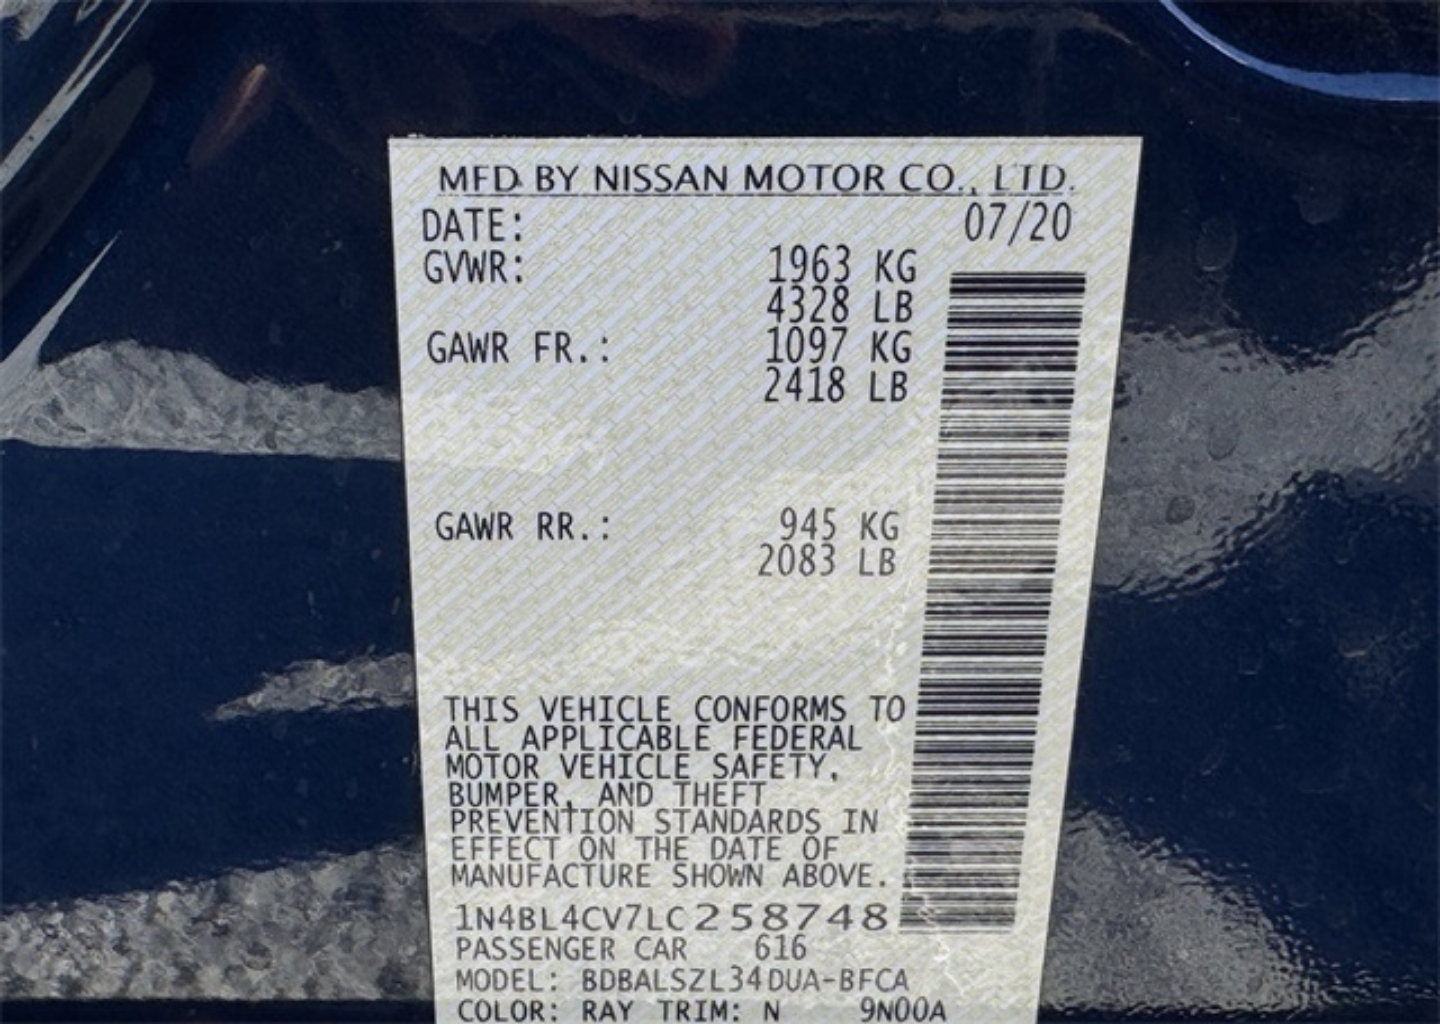 MFD BY NISSAN MOTOR CO., LTD.
DATE: 07/20
GVWR: 1963 KG
4328 LB
GAWR FR.: 1097 KG
2418 LB
GAWR RR.: 945 KG
2083 LB
THIS VEHICLE CONFORMS TO
ALL APPLICABLE FEDERAL
MOTOR VEHICLE SAFETY,
BUMPER, AND THEFT
PREVENTION STANDARDS IN
EFFECT ON THE DATE OF
MANUFACTURE SHOWN ABOVE.
1N4BL4CV7LC258748
PASSENGER CAR 616
MODEL: BDBALSZL34DUA-BFCA
COLOR: RAY TRIM: N 9N00A